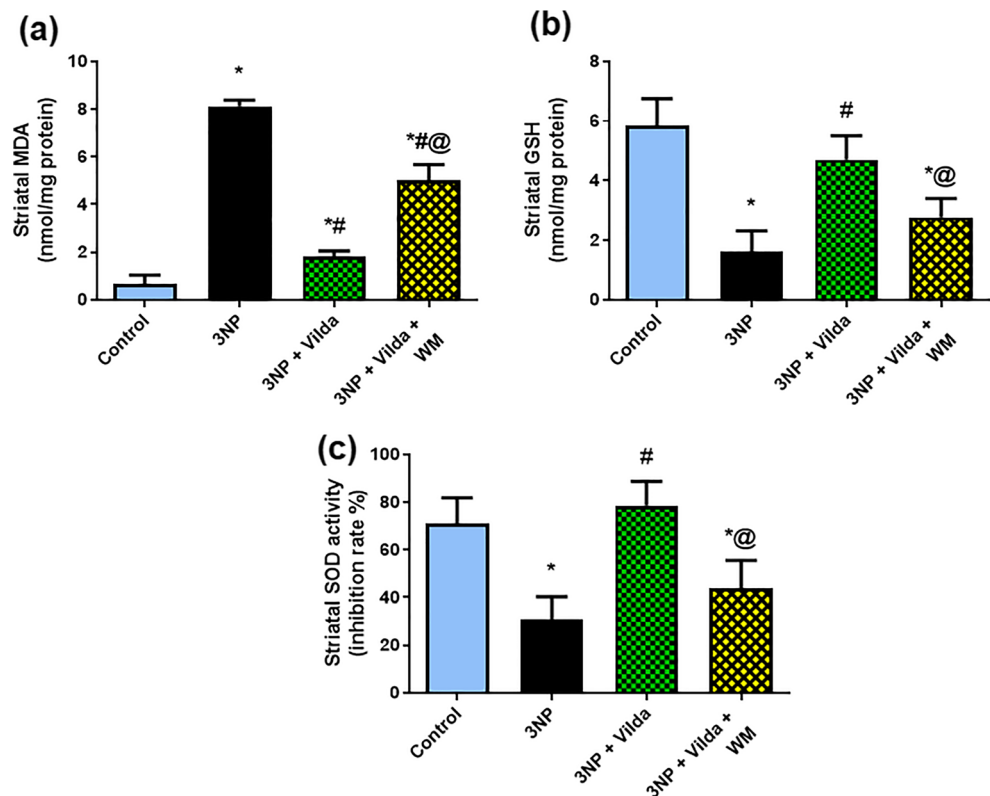 (a)
Striatal MDA
(nmol/mg protein)
10
8
6
4
2
0
*
*#
*#@
Control
3NP
3NP + Vilda
3NP + Vilda +
WM
(b)
Striatal GSH
(nmol/mg protein)
8
6
4
2
0
*
#
*@
Control
3NP
3NP + Vilda
3NP + Vilda +
WM
(c)
Striatal SOD activity
(inhibition rate %)
100
80
60
40
20
0
*
#
*@
Control
3NP
3NP + Vilda
3NP + Vilda +
WM